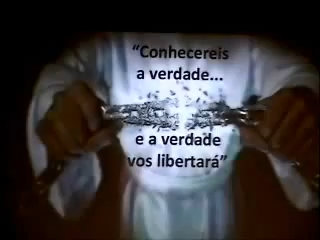 “Conhecereis
a verdade...
e a verdade
vos libertará”